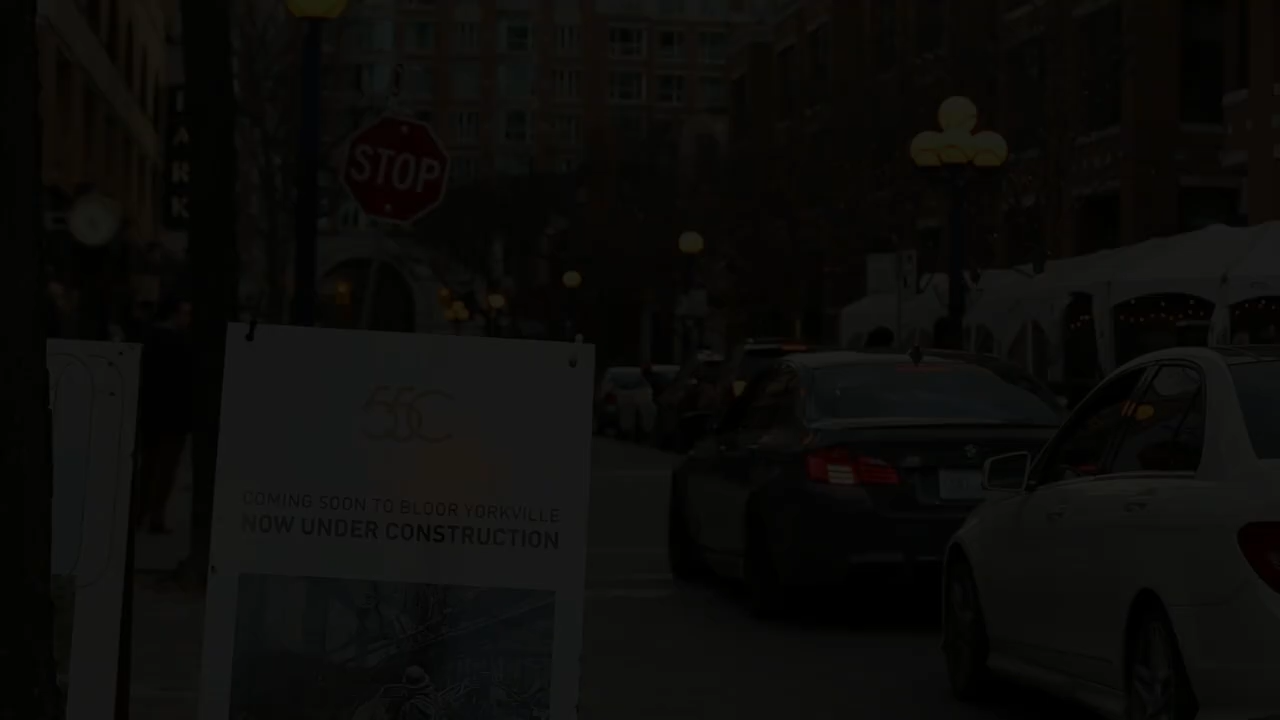 STOP
55C
COMING SOON TO BLOOR YORKVILLE
NOW UNDER CONSTRUCTION